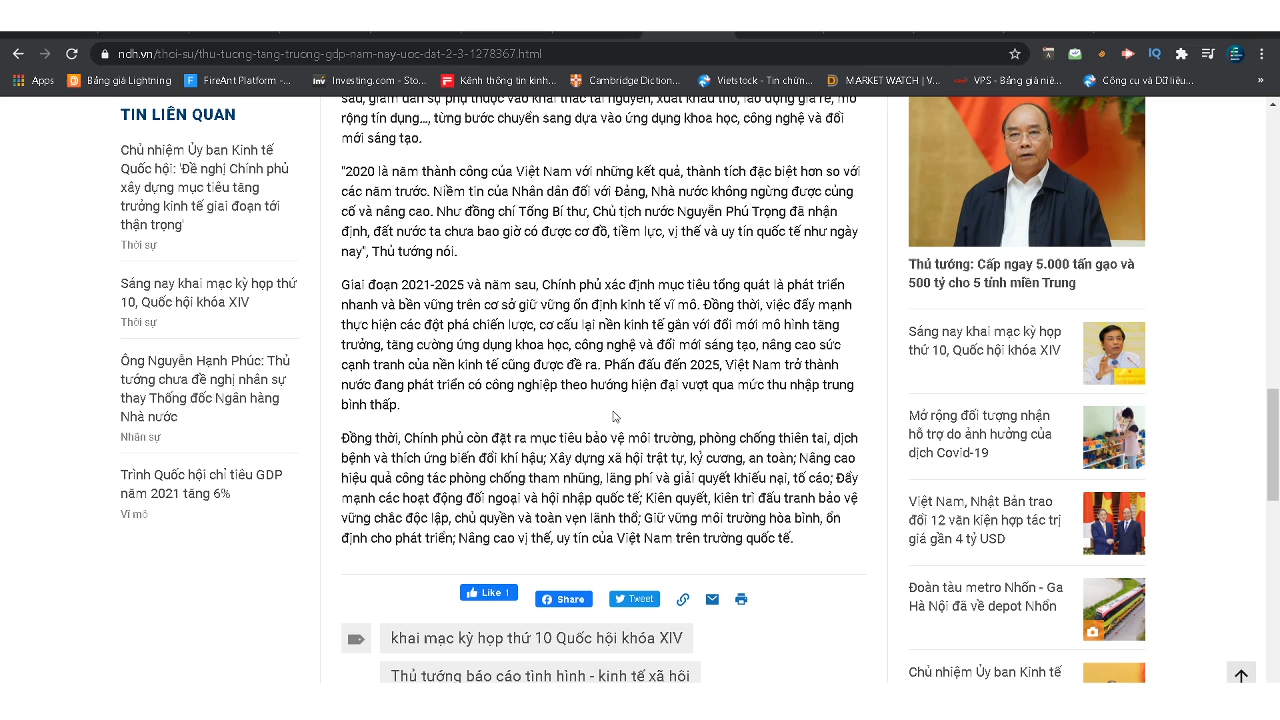 ndh.vn/thoi-su/thu-tuong-tang-truong-gdp-nam-nay-uoc-dat-2-3-1278367.html
Apps
Bảng giá Lightning
FireAnt Platform -...
Investing.com - Sto...
Kênh thông tin kinh...
Cambridge Diction...
Vietstock - Tin chứn...
MARKET WATCH | V...
VPS - Bảng giá niê...
Công cụ và Dữ liệu...
TIN LIÊN QUAN
Chủ nhiệm Ủy ban Kinh tế
Quốc hội: 'Đề nghị Chính phủ
xây dựng mục tiêu tăng
trưởng kinh tế giai đoạn tới
thận trọng'
Thời sự
Sáng nay khai mạc kỳ họp thứ
10, Quốc hội khóa XIV
Thời sự
Ông Nguyễn Hạnh Phúc: Thủ
tướng chưa đề nghị nhân sự
thay Thống đốc Ngân hàng
Nhà nước
Nhân sự
Trình Quốc hội chỉ tiêu GDP
năm 2021 tăng 6%
Vĩ mô
sâu, giảm dần sự phụ thuộc vào khai thác tài nguyên, xuất khẩu thô, lao động giá rẻ, mở
rộng tín dụng..., từng bước chuyển sang dựa vào ứng dụng khoa học, công nghệ và đổi
mới sáng tạo.
"2020 là năm thành công của Việt Nam với những kết quả, thành tích đặc biệt hơn so với
các năm trước. Niềm tin của Nhân dân đối với Đảng, Nhà nước không ngừng được củng
cố và nâng cao. Như đồng chí Tổng Bí thư, Chủ tịch nước Nguyễn Phú Trọng đã nhận
định, đất nước ta chưa bao giờ có được cơ đồ, tiềm lực, vị thế và uy tín quốc tế như ngày
nay", Thủ tướng nói.
Giai đoạn 2021-2025 và năm sau, Chính phủ xác định mục tiêu tổng quát là phát triển
nhanh và bền vững trên cơ sở giữ vững ổn định kinh tế vĩ mô. Đồng thời, việc đẩy mạnh
thực hiện các đột phá chiến lược, cơ cấu lại nền kinh tế gắn với đổi mới mô hình tăng
trưởng, tăng cường ứng dụng khoa học, công nghệ và đổi mới sáng tạo, nâng cao sức
cạnh tranh của nền kinh tế cũng được đề ra. Phấn đấu đến 2025, Việt Nam trở thành
nước đang phát triển có công nghiệp theo hướng hiện đại vượt qua mức thu nhập trung
bình thấp.
Đồng thời, Chính phủ còn đặt ra mục tiêu bảo vệ môi trường, phòng chống thiên tai, dịch
bệnh và thích ứng biến đổi khí hậu; Xây dựng xã hội trật tự, kỷ cương, an toàn; Nâng cao
hiệu quả công tác phòng chống tham nhũng, lãng phí và giải quyết khiếu nại, tố cáo; Đẩy
mạnh các hoạt động đối ngoại và hội nhập quốc tế; Kiên quyết, kiên trì đấu tranh bảo vệ
vững chắc độc lập, chủ quyền và toàn vẹn lãnh thổ; Giữ vững môi trường hòa bình, ổn
định cho phát triển; Nâng cao vị thế, uy tín của Việt Nam trên trường quốc tế.
Like 1
Share
Tweet
khai mạc kỳ họp thứ 10 Quốc hội khóa XIV
Thủ tướng báo cáo tình hình - kinh tế xã hội
Thủ tướng: Cấp ngay 5.000 tấn gạo và
500 tỷ cho 5 tỉnh miền Trung
Sáng nay khai mạc kỳ họp
thứ 10, Quốc hội khóa XIV
Mở rộng đối tượng nhận
hỗ trợ do ảnh hưởng của
dịch Covid-19
Việt Nam, Nhật Bản trao
đổi 12 văn kiện hợp tác trị
giá gần 4 tỷ USD
Đoàn tàu metro Nhổn - Ga
Hà Nội đã về depot Nhổn
Chủ nhiệm Ủy ban Kinh tế